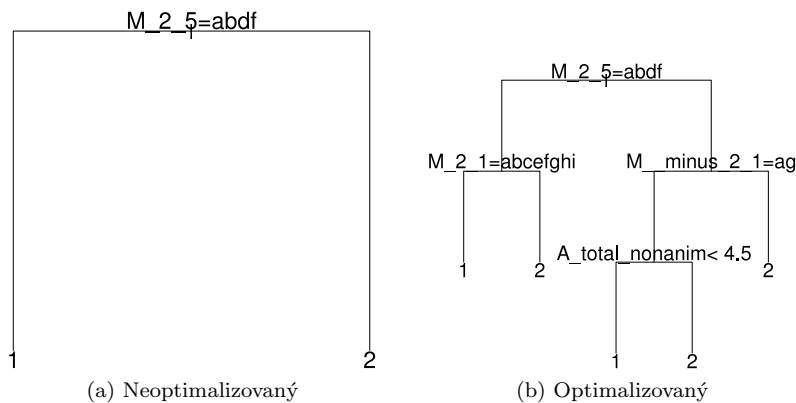 M_2_5=abdf
1
2
(a) Neoptimalizovaný
M_2_5=abdf
M_2_1=abcefghi
M__minus_2_1=ag
1
2
A_total_nonanim< 4.5
2
1
2
(b) Optimalizovaný